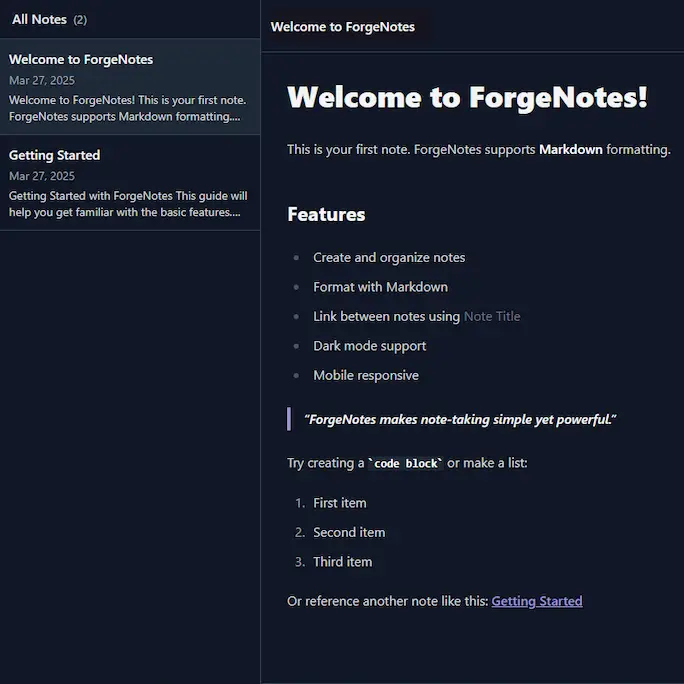 All Notes (2)
Welcome to ForgeNotes
Mar 27, 2025
Welcome to ForgeNotes! This is your first note.
ForgeNotes supports Markdown formatting....
Getting Started
Mar 27, 2025
Getting Started with ForgeNotes This guide will
help you get familiar with the basic features....
Welcome to ForgeNotes
Welcome to ForgeNotes!
This is your first note. ForgeNotes supports Markdown formatting.
Features
• Create and organize notes
• Format with Markdown
• Link between notes using Note Title
• Dark mode support
• Mobile responsive
“ForgeNotes makes note-taking simple yet powerful.”
Try creating a `code block` or make a list:
1. First item
2. Second item
3. Third item
Or reference another note like this: Getting Started